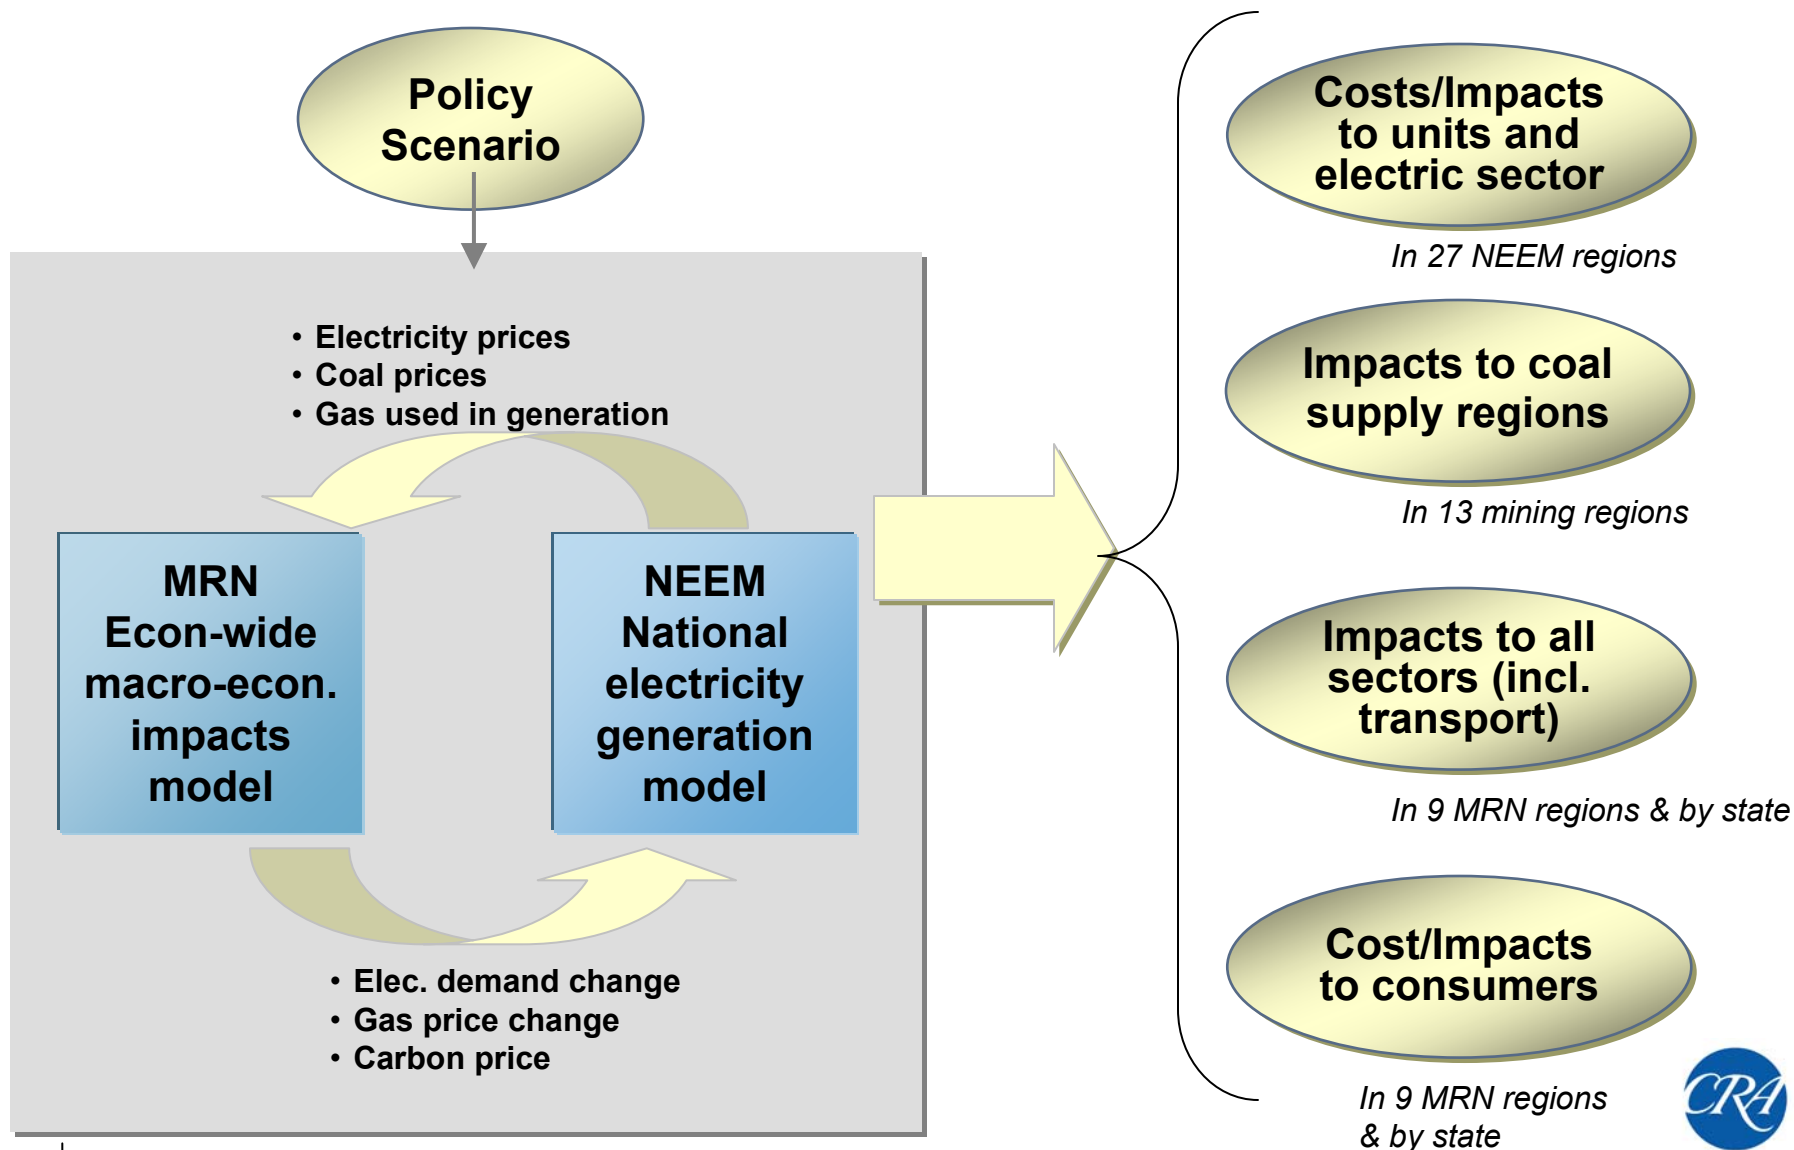 Policy
Scenario
• Electricity prices
• Coal prices
• Gas used in generation
MRN
Econ-wide
macro-econ.
impacts
model
NEEM
National
electricity
generation
model
• Elec. demand change
• Gas price change
• Carbon price
Costs/Impacts
to units and
electric sector
In 27 NEEM regions
Impacts to coal
supply regions
In 13 mining regions
Impacts to all
sectors (incl.
transport)
In 9 MRN regions & by state
Cost/Impacts
to consumers
In 9 MRN regions
& by state
CRA